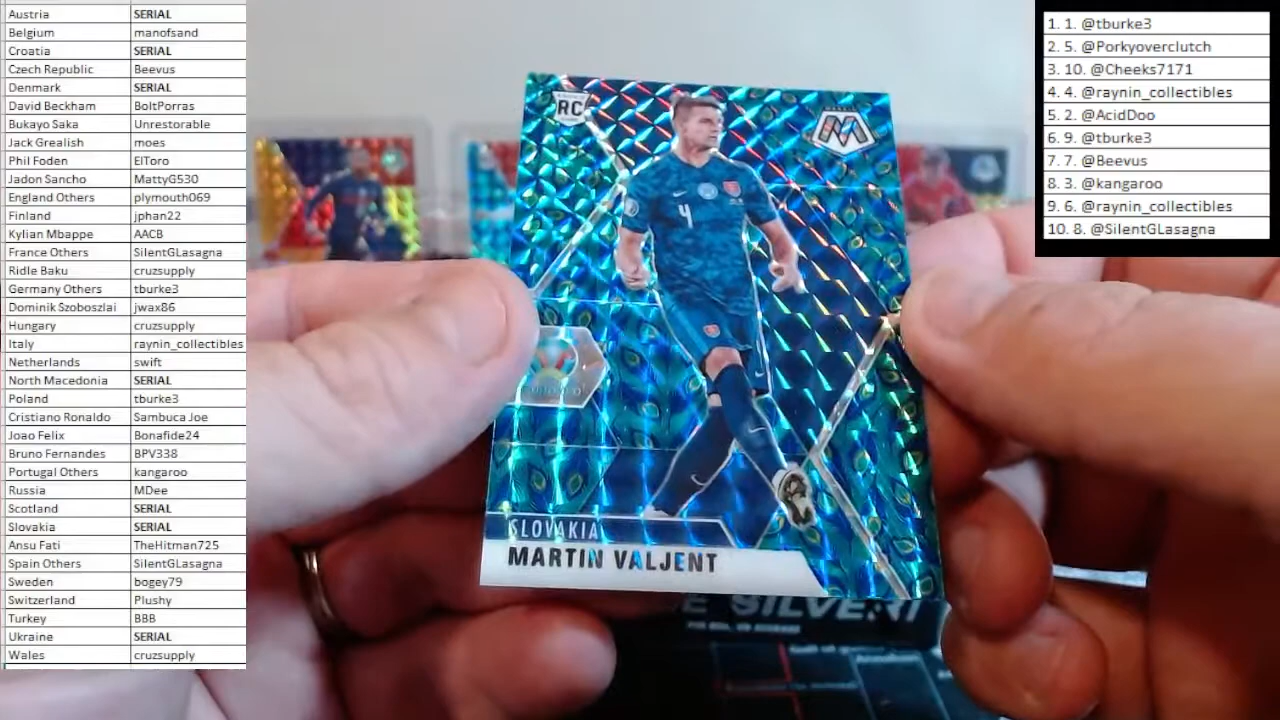 Austria SERIAL
Belgium manofsand
Croatia SERIAL
Czech Republic Beevus
Denmark SERIAL
David Beckham BoltPorras
Bukayo Saka Unrestorable
Jack Grealish moes
Phil Foden ElToro
Jadon Sancho MattyG530
England Others plymouth069
Finland jphan22
Kylian Mbappe AACB
France Others SilentGLasagna
Ridle Baku cruzsupply
Germany Others tburke3
Dominik Szoboszlai jwax86
Hungary cruzsupply
Italy raynin_collectibles
Netherlands swift
North Macedonia SERIAL
Poland tburke3
Cristiano Ronaldo Sambuca Joe
Joao Felix Bonafide24
Bruno Fernandes BPV338
Portugal Others kangaroo
Russia MDee
Scotland SERIAL
Slovakia SERIAL
Ansu Fati TheHitman725
Spain Others SilentGLasagna
Sweden bogey79
Switzerland Plushy
Turkey BBB
Ukraine SERIAL
Wales cruzsupply
RC
4
SLOVAKIA
MARTIN VALJENT
1. 1. @tburke3
2. 5. @Porkyoverclutch
3. 10. @Cheeks7171
4. 4. @raynin_collectibles
5. 2. @AcidDoo
6. 9. @tburke3
7. 7. @Beevus
8. 3. @kangaroo
9. 6. @raynin_collectibles
10. 8. @SilentGLasagna